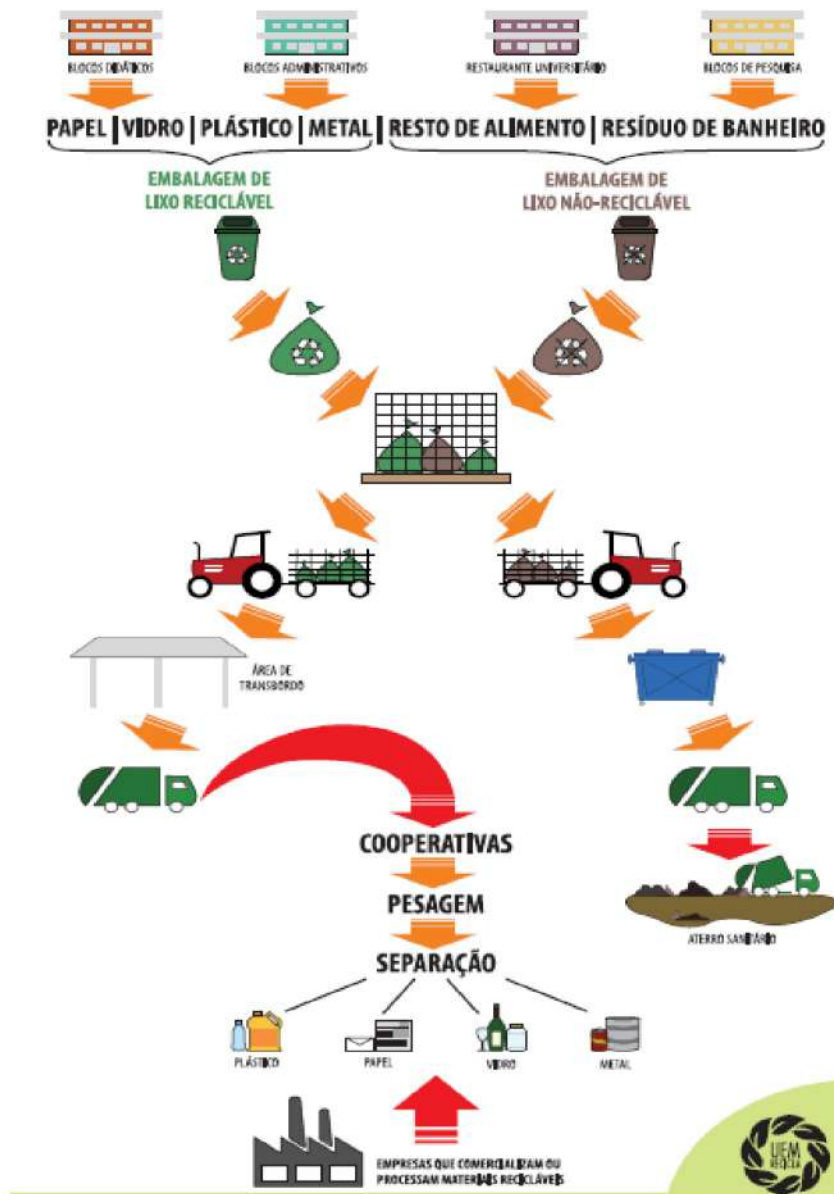 BLOCOS DIDÁTICOS
BLOCOS ADMINISTRATIVOS
RESTAURANTE UNIVERSITÁRIO
BLOCOS DE PESQUISA
PAPEL | VIDRO | PLÁSTICO | METAL | RESTO DE ALIMENTO | RESÍDUO DE BANHEIRO
EMBALAGEM DE
LIXO RECICLÁVEL
EMBALAGEM DE
LIXO NÃO-RECICLÁVEL
ÁREA DE
TRANSBORDO
COOPERATIVAS
PESAGEM
SEPARAÇÃO
ATERRO SANITÁRIO
PLÁSTICO
PAPEL
VIDRO
METAL
EMPRESAS QUE COMERCIALIZAM OU
PROCESSAM MATERIAIS RECICLÁVEIS
UEM
RECICLA